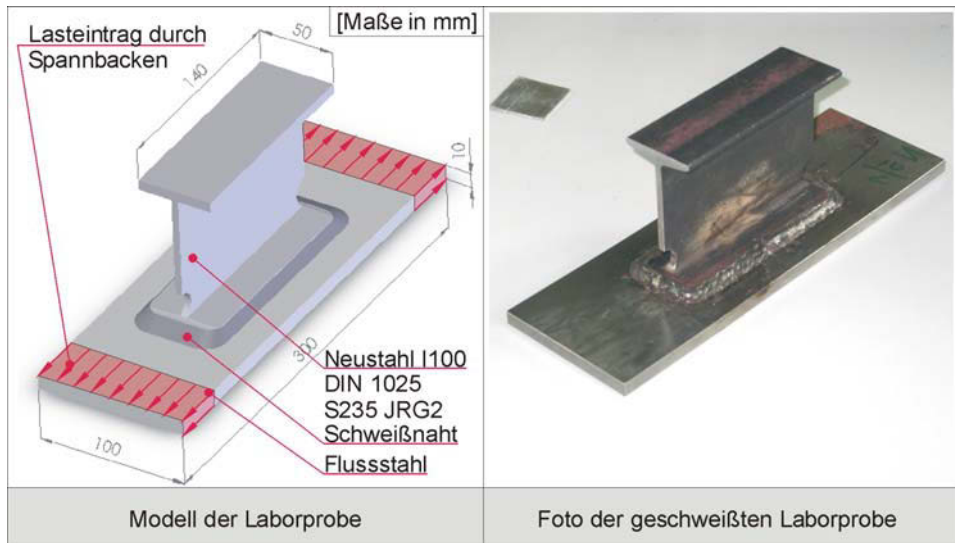 [Maße in mm]
Lasteintrag durch
Spannbacken
50
140
10
300
100
Neustahl I100
DIN 1025
S235 JRG2
Schweißnaht
Flussstahl
NEU
Modell der Laborprobe
Foto der geschweißten Laborprobe